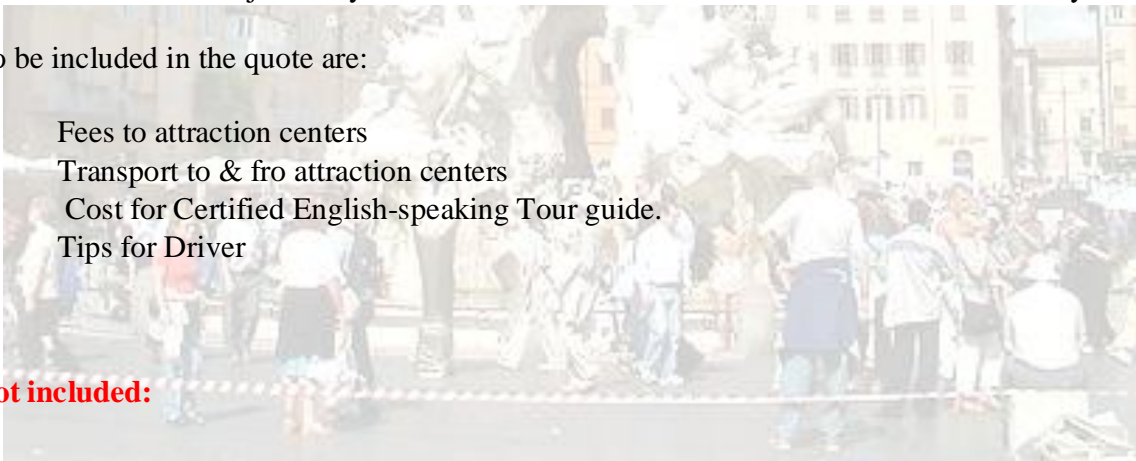 be included in the quote are:
Fees to attraction centers
Transport to & fro attraction centers
Cost for Certified English-speaking Tour guide.
Tips for Driver
included: